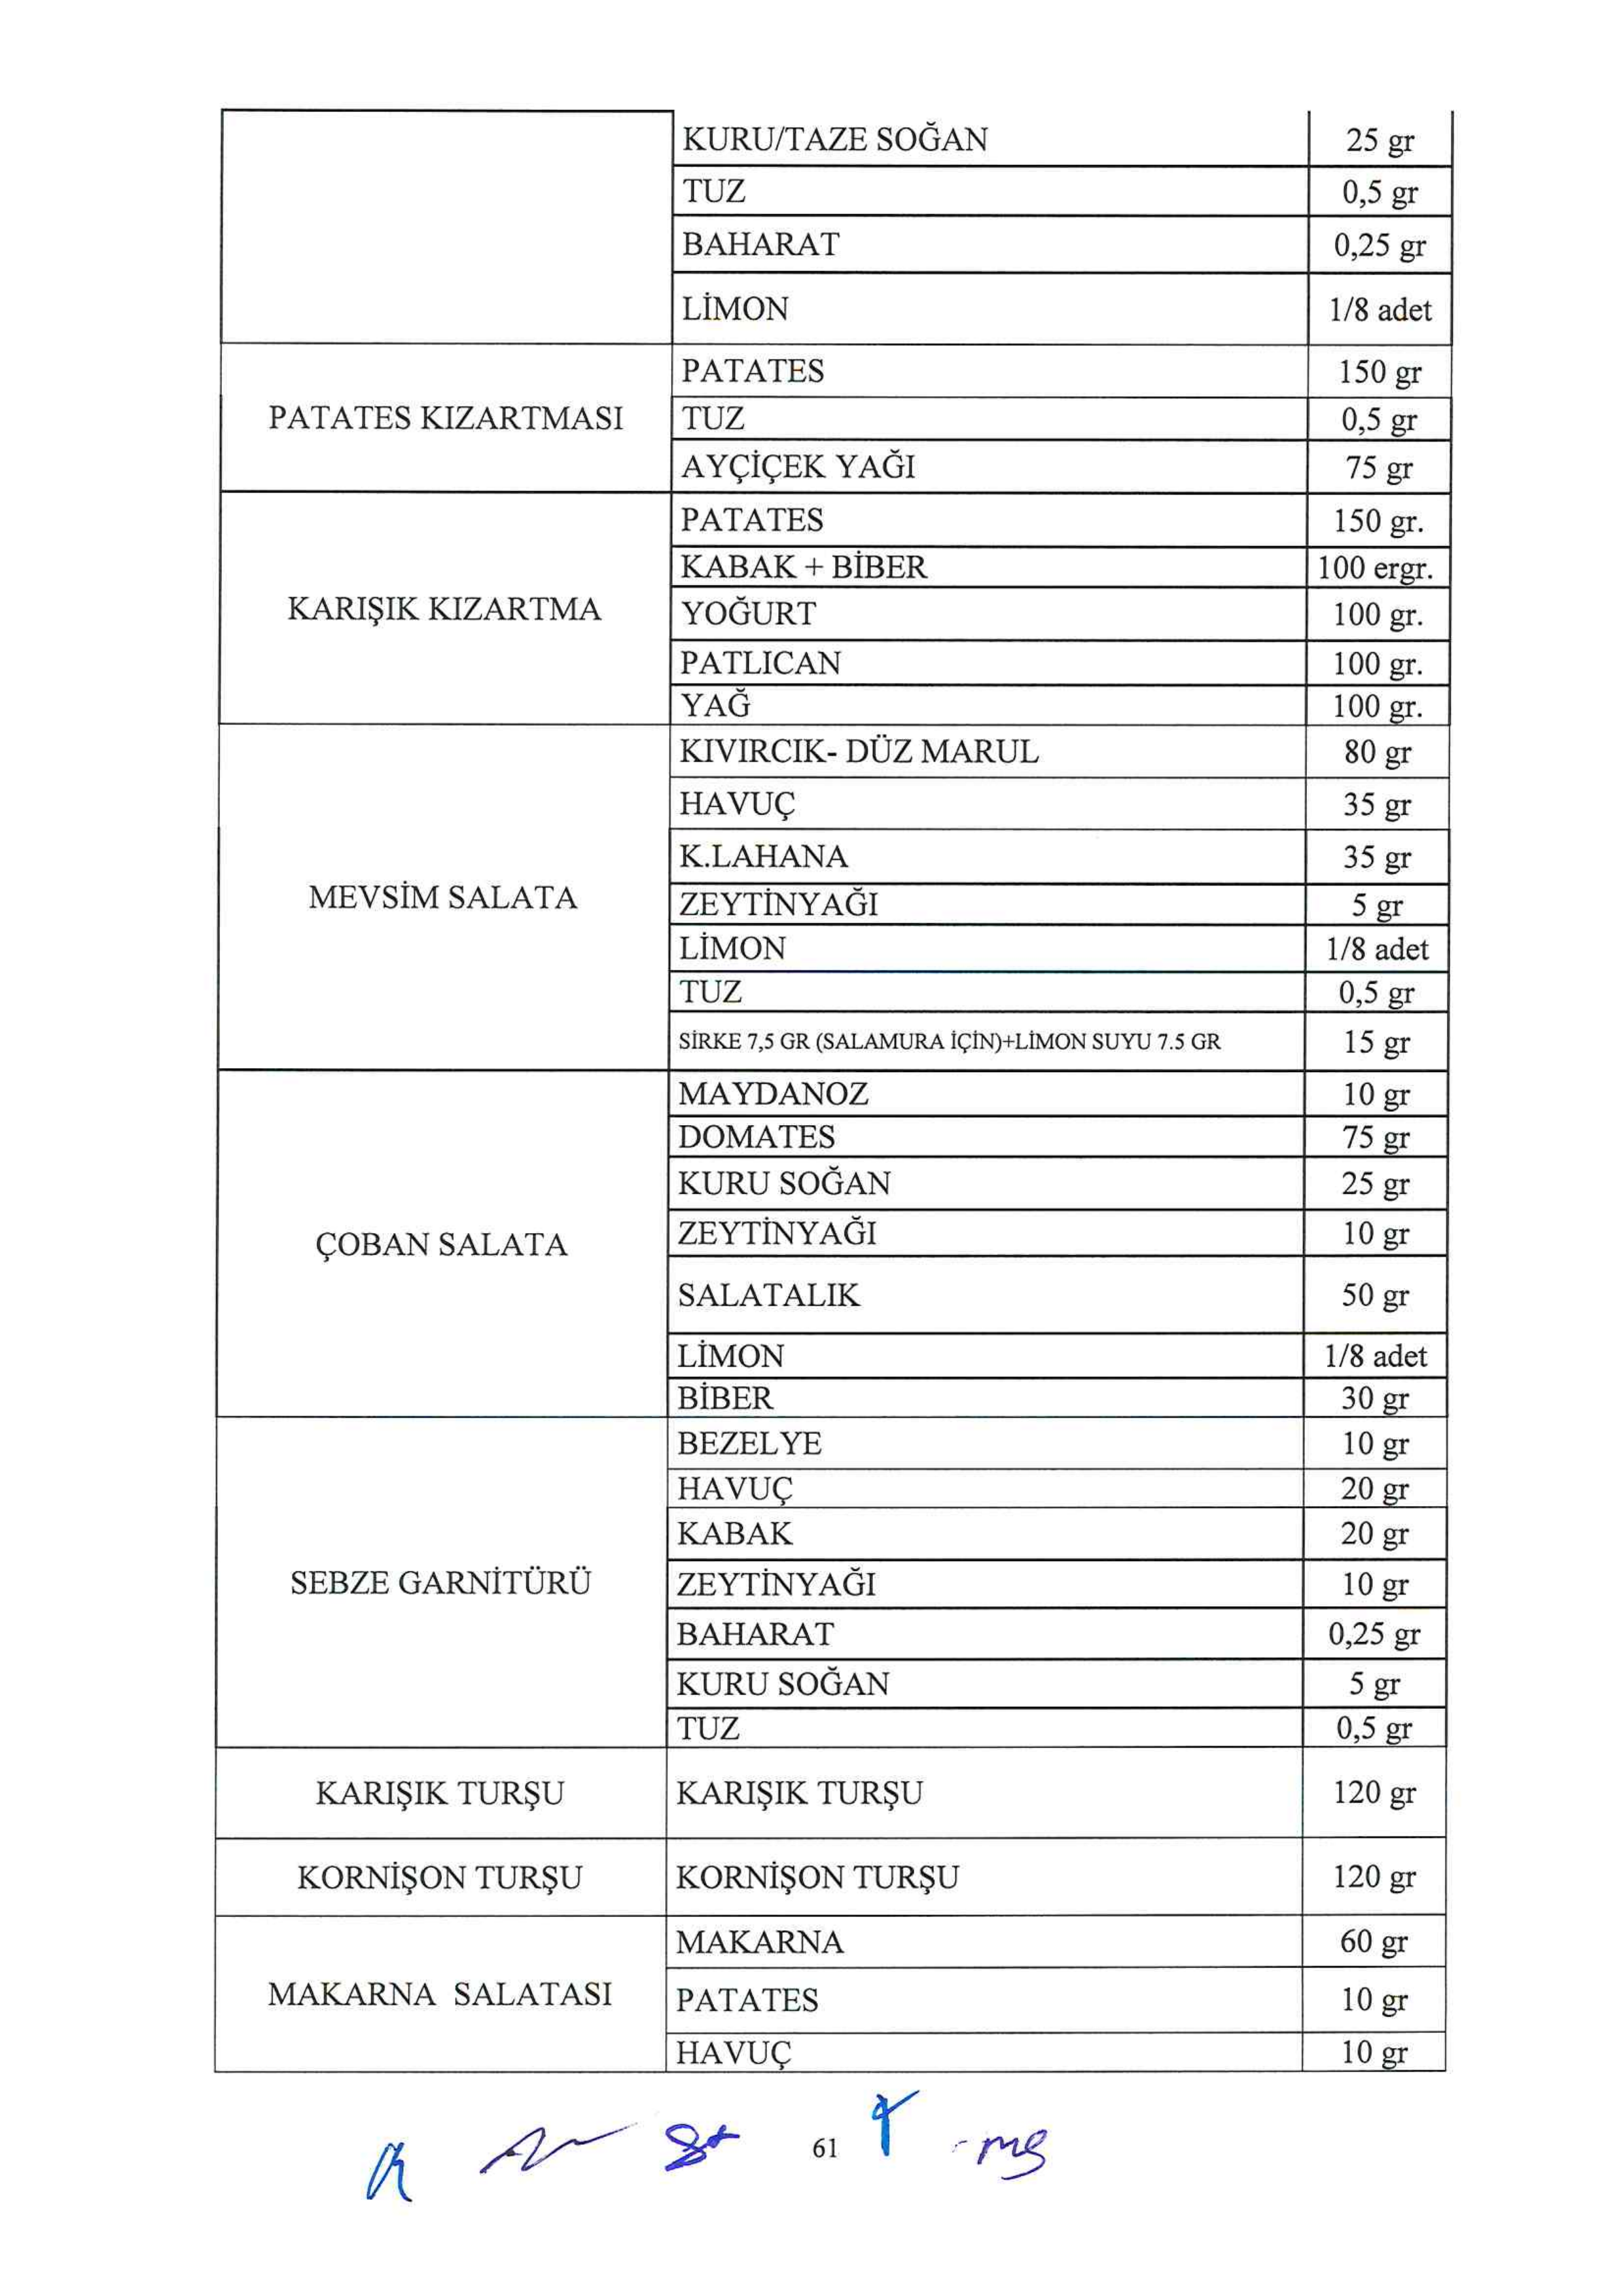 KURU/TAZE SOĞAN 25 gr
TUZ 0,5 gr
BAHARAT 0,25 gr
LİMON 1/8 adet
PATATES 150 gr
PATATES KIZARTMASI TUZ 0,5 gr
AYÇİÇEK YAĞI 75 gr
PATATES 150 gr.
KABAK + BİBER 100 ergr.
KARIŞIK KIZARTMA YOĞURT 100 gr.
PATLICAN 100 gr.
YAĞ 100 gr.
KIVIRCIK- DÜZ MARUL 80 gr
HAVUÇ 35 gr
K.LAHANA 35 gr
MEVSİM SALATA ZEYTİNYAĞI 5 gr
LİMON 1/8 adet
TUZ 0,5 gr
SİRKE 7,5 GR (SALAMURA İÇİN)+LİMON SUYU 7.5 GR 15 gr
MAYDANOZ 10 gr
DOMATES 75 gr
KURU SOĞAN 25 gr
ÇOBAN SALATA ZEYTİNYAĞI 10 gr
SALATALIK 50 gr
LİMON 1/8 adet
BİBER 30 gr
BEZELYE 10 gr
HAVUÇ 20 gr
KABAK 20 gr
SEBZE GARNİTÜRÜ ZEYTİNYAĞI 10 gr
BAHARAT 0,25 gr
KURU SOĞAN 5 gr
TUZ 0,5 gr
KARIŞIK TURŞU KARIŞIK TURŞU 120 gr
KORNİŞON TURŞU KORNİŞON TURŞU 120 gr
MAKARNA 60 gr
MAKARNA SALATASI PATATES 10 gr
HAVUÇ 10 gr
61